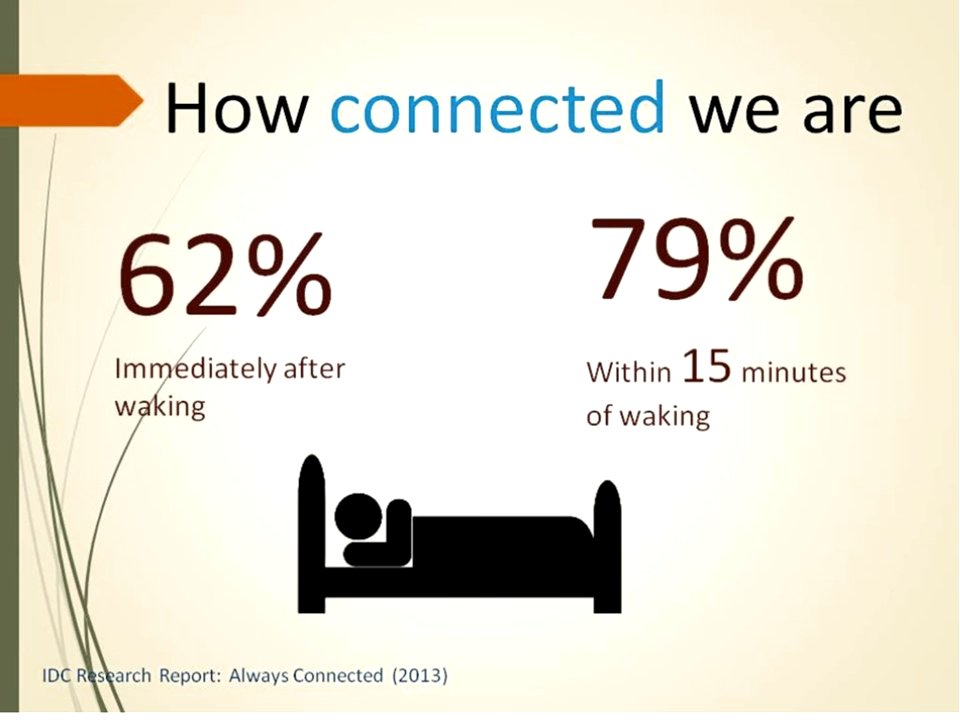 How connected we are
62%
Immediately after
waking
79%
Within 15 minutes
of waking
IDC Research Report: Always Connected (2013)